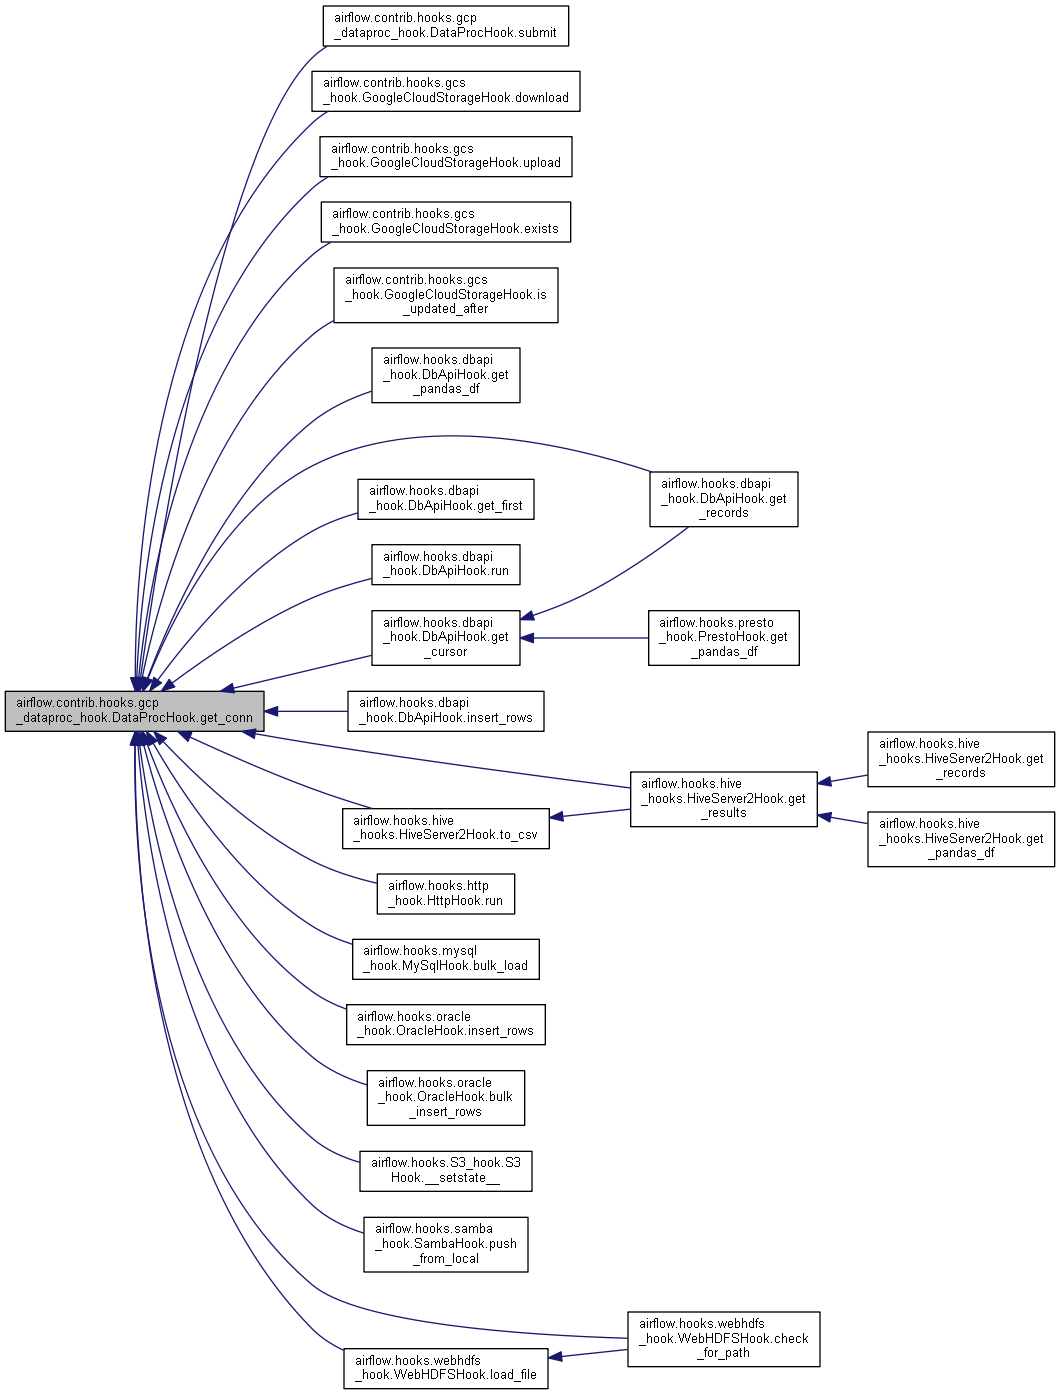 airflow.contrib.hooks.gcp
_dataproc_hook.DataProcHook.submit
airflow.contrib.hooks.gcs
_hook.GoogleCloudStorageHook.download
airflow.contrib.hooks.gcs
_hook.GoogleCloudStorageHook.upload
airflow.contrib.hooks.gcs
_hook.GoogleCloudStorageHook.exists
airflow.contrib.hooks.gcs
_hook.GoogleCloudStorageHook.is
_updated_after
airflow.hooks.dbapi
_hook.DbApiHook.get
_pandas_df
airflow.hooks.dbapi
_hook.DbApiHook.get
_records
airflow.hooks.dbapi
_hook.DbApiHook.get_first
airflow.hooks.dbapi
_hook.DbApiHook.run
airflow.hooks.dbapi
_hook.DbApiHook.get
_cursor
airflow.hooks.presto
_hook.PrestoHook.get
_pandas_df
airflow.contrib.hooks.gcp
_dataproc_hook.DataProcHook.get_conn
airflow.hooks.dbapi
_hook.DbApiHook.insert_rows
airflow.hooks.hive
_hooks.HiveServer2Hook.get
_records
airflow.hooks.hive
_hooks.HiveServer2Hook.get
_results
airflow.hooks.hive
_hooks.HiveServer2Hook.to_csv
airflow.hooks.hive
_hooks.HiveServer2Hook.get
_pandas_df
airflow.hooks.http
_hook.HttpHook.run
airflow.hooks.mysql
_hook.MySqlHook.bulk_load
airflow.hooks.oracle
_hook.OracleHook.insert_rows
airflow.hooks.oracle
_hook.OracleHook.bulk
_insert_rows
airflow.hooks.S3_hook.S3
Hook.__setstate__
airflow.hooks.samba
_hook.SambaHook.push
_from_local
airflow.hooks.webhdfs
_hook.WebHDFSHook.check
_for_path
airflow.hooks.webhdfs
_hook.WebHDFSHook.load_file